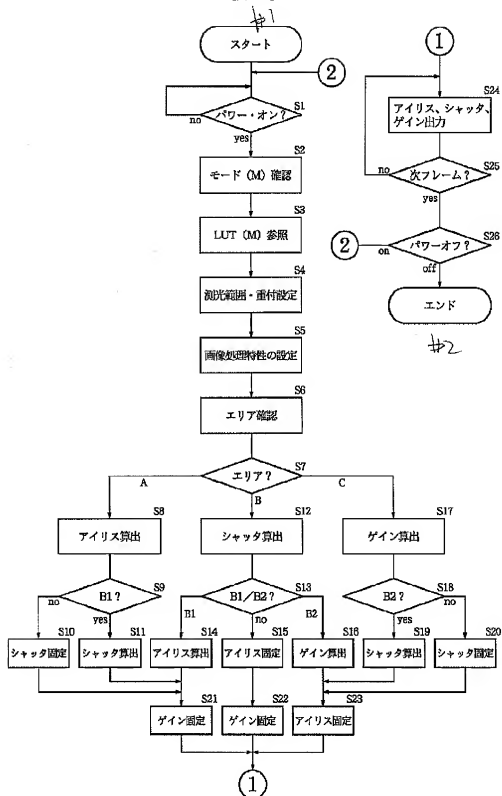 #1
スタート
②
S1
パワー・オン?
no
yes
S2
モード(M)確認
S3
LUT(M)参照
S4
測光範囲・重付設定
S5
画像処理特性の設定
S6
エリア確認
S7
エリア?
A
B
C
S8
アイリス算出
S12
シャッタ算出
S17
ゲイン算出
S9
B1?
no
yes
S13
B1/B2?
B1
no
B2
S18
B2?
yes
no
S10
シャッタ固定
S11
シャッタ算出
S14
アイリス算出
S15
アイリス固定
S16
ゲイン算出
S19
シャッタ算出
S20
シャッタ固定
S21
ゲイン固定
S22
ゲイン固定
S23
アイリス固定
①
①
S24
アイリス、シャッタ、
ゲイン出力
S25
次フレーム?
no
yes
S26
パワーオフ?
②
on
off
エンド
#2